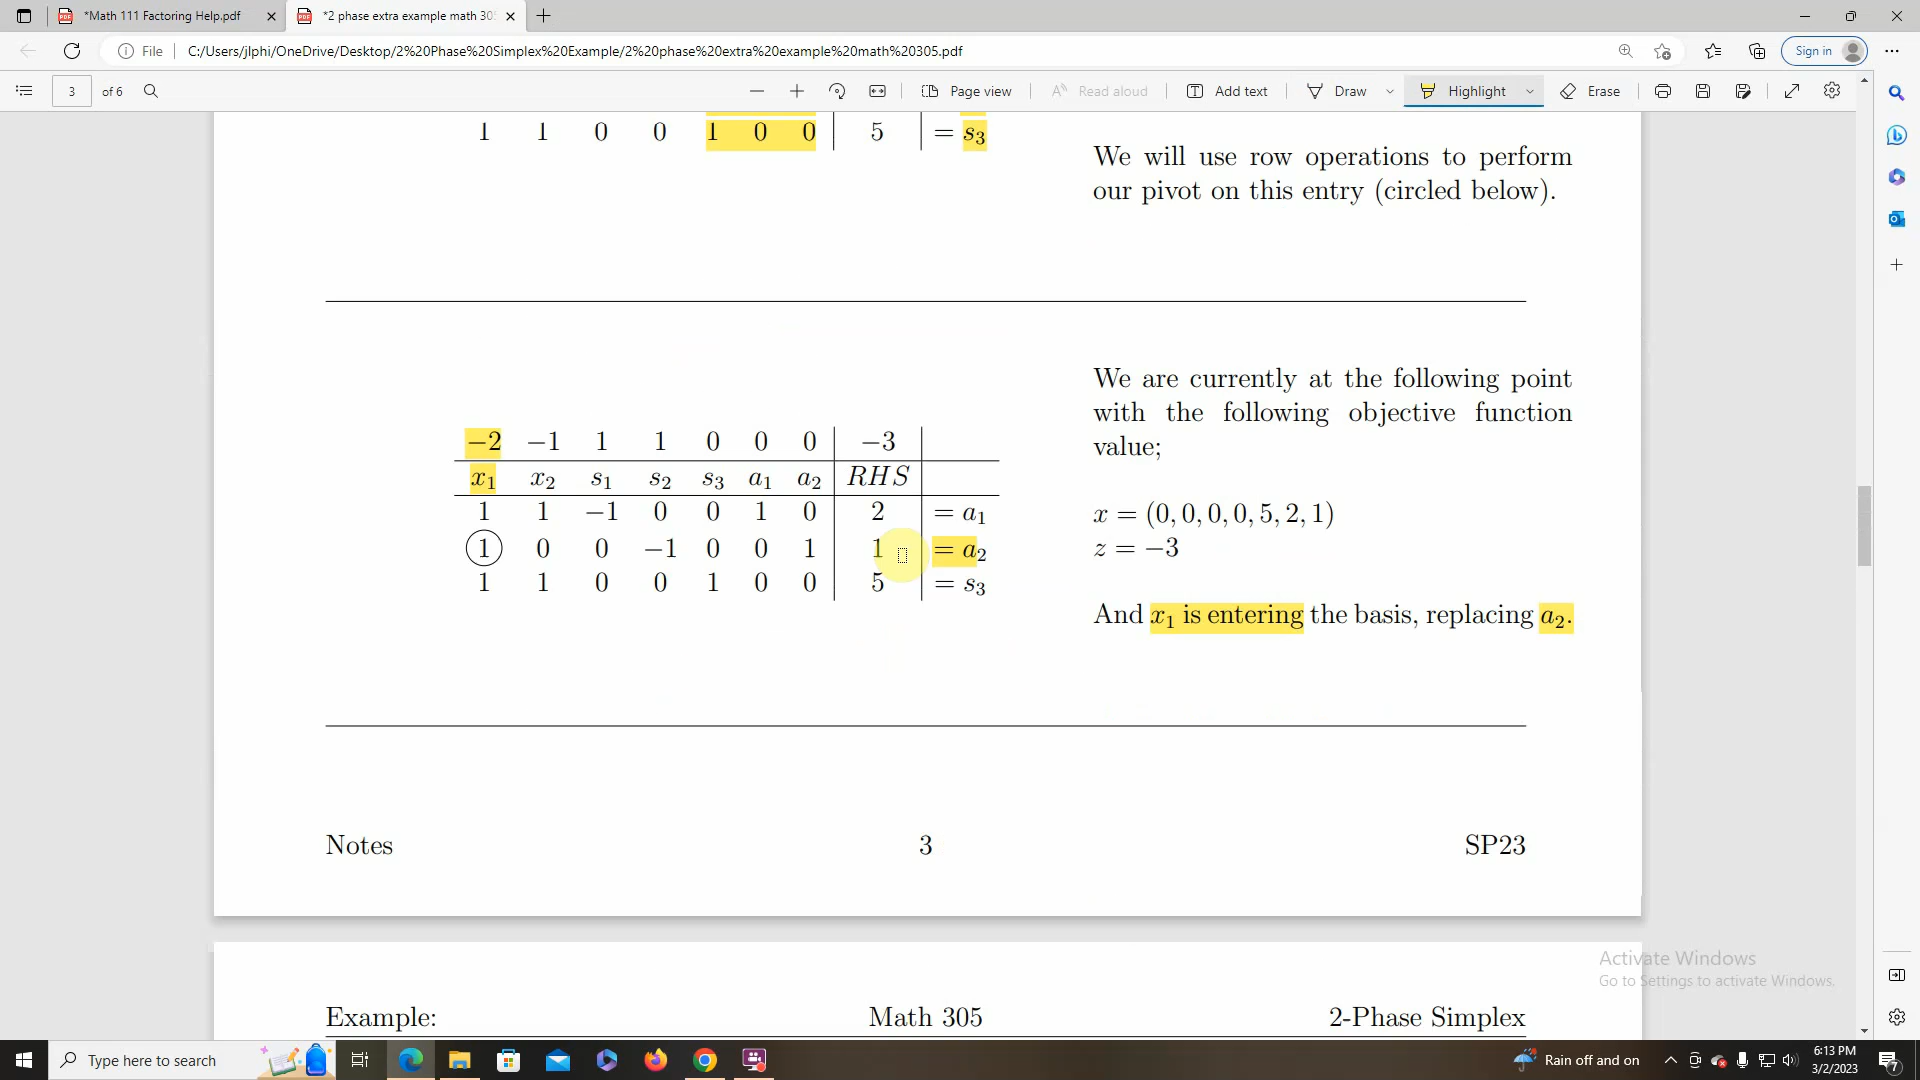 *Math 111 Factoring Help.pdf
*2 phase extra example math 305
File
C:/Users/jlphi/OneDrive/Desktop/2%20Phase%20Simplex%20Example/2%20phase%20extra%20example%20math%20305.pdf
Sign in
3 of 6
Page view
Read aloud
Add text
Draw
Highlight
Erase
1 1 0 0 1 0 0 5 = s3
We will use row operations to perform
our pivot on this entry (circled below).
We are currently at the following point
with the following objective function
value;
−2 −1 1 1 0 0 0 −3
x1 x2 s1 s2 s3 a1 a2 RHS
1 1 −1 0 0 1 0 2 = a1
1 0 0 −1 0 0 1 1 = a2
1 1 0 0 1 0 0 5 = s3
x = (0, 0, 0, 0, 5, 2, 1)
z = −3
And x1 is entering the basis, replacing a2.
Notes 3 SP23
Activate Windows
Go to Settings to activate Windows.
Example: Math 305 2-Phase Simplex
Type here to search
Rain off and on
6:13 PM
3/2/2023
7